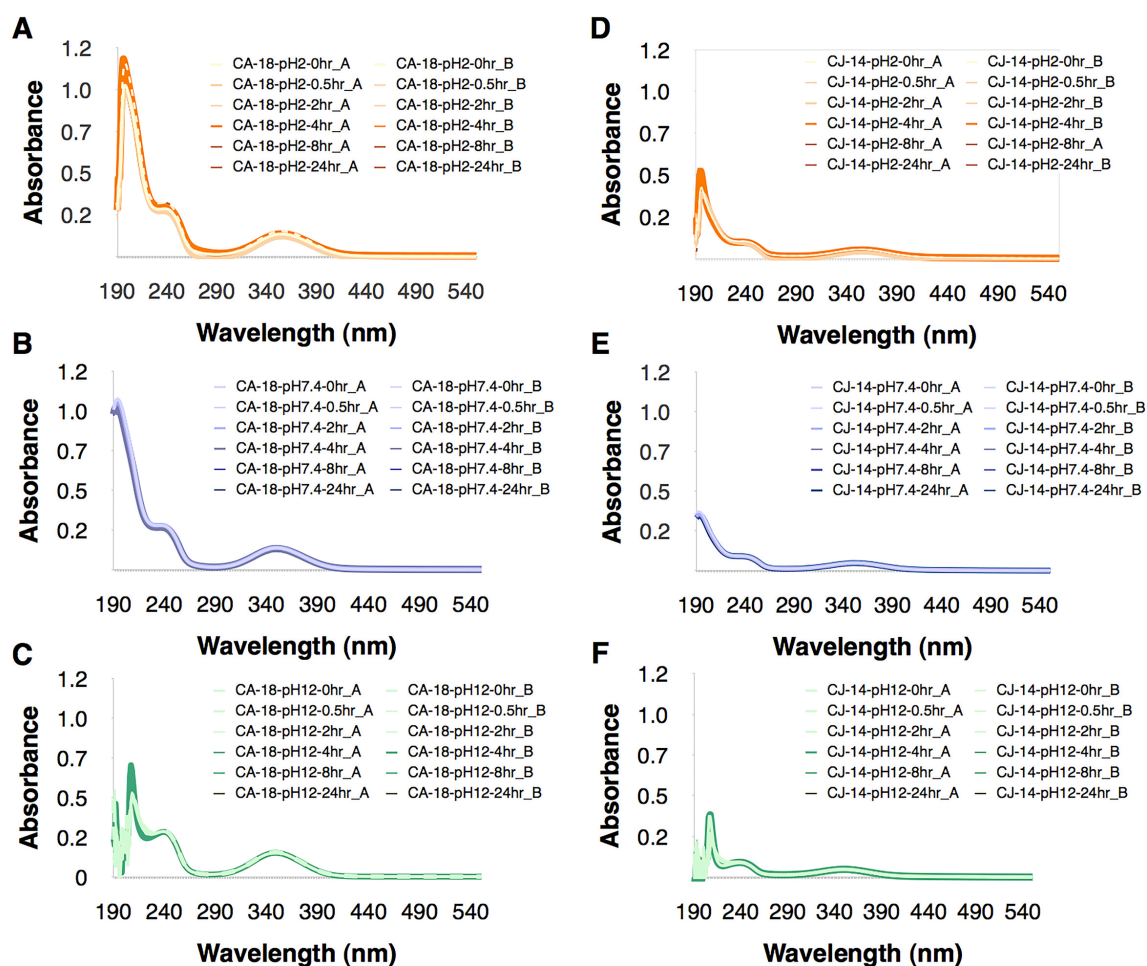 A
Absorbance
1.2
1.0
0.7
0.5
0.2
CA-18-pH2-0hr_A CA-18-pH2-0hr_B
CA-18-pH2-0.5hr_A CA-18-pH2-0.5hr_B
CA-18-pH2-2hr_A CA-18-pH2-2hr_B
CA-18-pH2-4hr_A CA-18-pH2-4hr_B
CA-18-pH2-8hr_A CA-18-pH2-8hr_B
CA-18-pH2-24hr_A CA-18-pH2-24hr_B
190 240 290 350 390 490 540
Wavelength (nm)
D
Absorbance
1.2
1.0
0.7
0.5
0.2
CJ-14-pH2-0hr_A CJ-14-pH2-0hr_B
CJ-14-pH2-0.5hr_A CJ-14-pH2-0.5hr_B
CJ-14-pH2-2hr_A CJ-14-pH2-2hr_B
CJ-14-pH2-4hr_A CJ-14-pH2-4hr_B
CJ-14-pH2-8hr_A CJ-14-pH2-8hr_B
CJ-14-pH2-24hr_A CJ-14-pH2-24hr_B
190 240 290 350 390 440 490 540
Wavelength (nm)
B
Absorbance
1.2
1.0
0.7
0.5
0.2
CA-18-pH7.4-0hr_A CA-18-pH7.4-0hr_B
CA-18-pH7.4-0.5hr_A CA-18-pH7.4-0.5hr_B
CA-18-pH7.4-2hr_A CA-18-pH7.4-2hr_B
CA-18-pH7.4-4hr_A CA-18-pH7.4-4hr_B
CA-18-pH7.4-8hr_A CA-18-pH7.4-8hr_B
CA-18-pH7.4-24hr_A CA-18-pH7.4-24hr_B
190 240 290 350 390 440 490 540
Wavelength (nm)
E
Absorbance
1.2
1.0
0.7
0.5
0.2
CJ-14-pH7.4-0hr_A CJ-14-pH7.4-0hr_B
CJ-14-pH7.4-0.5hr_A CJ-14-pH7.4-0.5hr_B
CJ-14-pH7.4-2hr_A CJ-14-pH7.4-2hr_B
CJ-14-pH7.4-4hr_A CJ-14-pH7.4-4hr_B
CJ-14-pH7.4-8hr_A CJ-14-pH7.4-8hr_B
CJ-14-pH7.4-24hr_A CJ-14-pH7.4-24hr_B
190 240 290 350 390 440 490 540
Wavelength (nm)
C
Absorbance
1.2
1.0
0.7
0.5
0.2
0
CA-18-pH12-0hr_A CA-18-pH12-0hr_B
CA-18-pH12-0.5hr_A CA-18-pH12-0.5hr_B
CA-18-pH12-2hr_A CA-18-pH12-2hr_B
CA-18-pH12-4hr_A CA-18-pH12-4hr_B
CA-18-pH12-8hr_A CA-18-pH12-8hr_B
CA-18-pH12-24hr_A CA-18-pH12-24hr_B
190 240 290 350 390 440 490 540
Wavelength (nm)
F
Absorbance
1.2
1.0
0.7
0.5
0.2
CJ-14-pH12-0hr_A CJ-14-pH12-0hr_B
CJ-14-pH12-0.5hr_A CJ-14-pH12-0.5hr_B
CJ-14-pH12-2hr_A CJ-14-pH12-2hr_B
CJ-14-pH12-4hr_A CJ-14-pH12-4hr_B
CJ-14-pH12-8hr_A CJ-14-pH12-8hr_B
CJ-14-pH12-24hr_A CJ-14-pH12-24hr_B
190 240 290 350 390 440 490 540
Wavelength (nm)